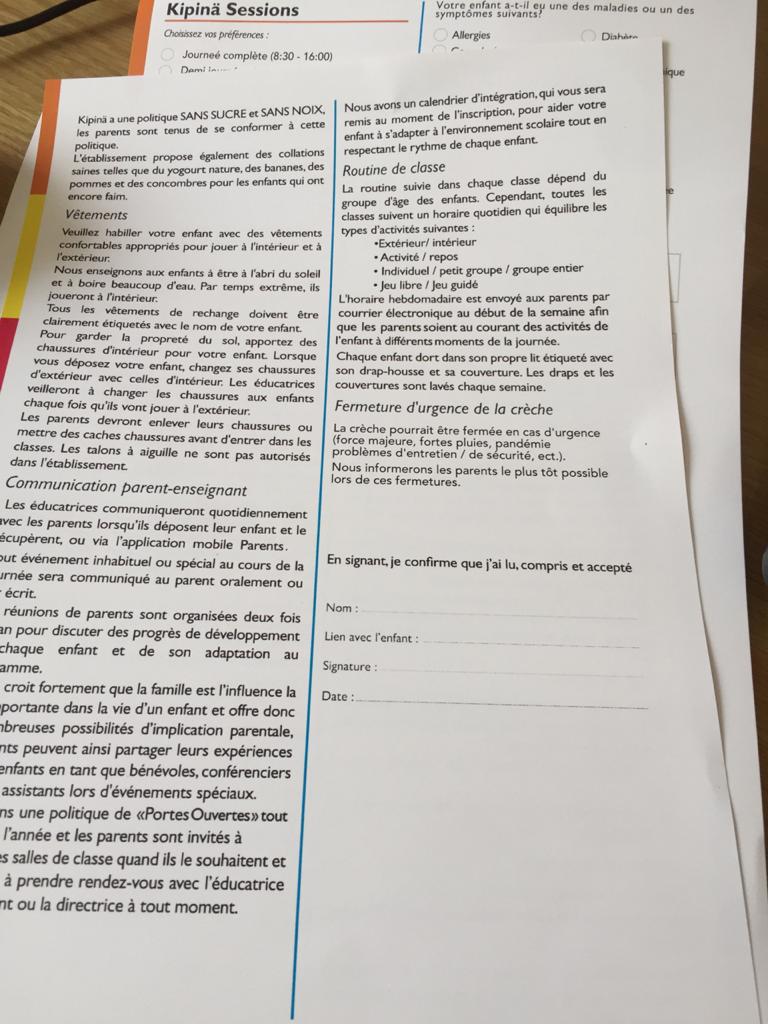 Kipinä Sessions
Choisissez vos préférences :
Journeé complète (8:30 - 16:00)
Votre enfant a-t-il eu une des maladies ou un des
symptômes suivants?
Allergies
Kipinä a une politique SANS SUCRE et SANS NOIX,
les parents sont tenus de se conformer à cette
politique.
L'établissement propose également des collations
saines telles que du yogourt nature, des bananes, des
pommes et des concombres pour les enfants qui ont
encore faim.
Vêtements
Veuillez habiller votre enfant avec des vêtements
confortables appropriés pour jouer à l'intérieur et à
l'extérieur.
Nous enseignons aux enfants à être à l'abri du soleil
et à boire beaucoup d'eau. Par temps extrême, ils
joueront à l'intérieur.
Tous les vêtements de rechange doivent être
clairement étiquetés avec le nom de votre enfant.
Pour garder la propreté du sol, apportez des
chaussures d'intérieur pour votre enfant. Lorsque
vous déposez votre enfant, changez ses chaussures
d'extérieur avec celles d'intérieur. Les éducatrices
veilleront à changer les chaussures aux enfants
chaque fois qu'ils vont jouer à l'extérieur.
Les parents devront enlever leurs chaussures ou
mettre des caches chaussures avant d'entrer dans les
classes. Les talons à aiguille ne sont pas autorisés
dans l'établissement.
Communication parent-enseignant
Les éducatrices communiqueront quotidiennement
avec les parents lorsqu'ils déposent leur enfant et le
écupèrent, ou via l'application mobile Parents.
out événement inhabituel ou spécial au cours de la
urnée sera communiqué au parent oralement ou
écrit.
réunions de parents sont organisées deux fois
an pour discuter des progrès de développement
chaque enfant et de son adaptation au
amme.
croit fortement que la famille est l'influence la
portante dans la vie d'un enfant et offre donc
mbreuses possibilités d'implication parentale,
nts peuvent ainsi partager leurs expériences
enfants en tant que bénévoles, conférenciers
assistants lors d'événements spéciaux.
ns une politique de «Portes Ouvertes» tout
l'année et les parents sont invités à
es salles de classe quand ils le souhaitent et
à prendre rendez-vous avec l'éducatrice
nt ou la directrice à tout moment.
Nous avons un calendrier d'intégration, qui vous sera
remis au moment de l'inscription, pour aider votre
enfant à s'adapter à l'environnement scolaire tout en
respectant le rythme de chaque enfant.
Routine de classe
La routine suivie dans chaque classe dépend du
groupe d'âge des enfants. Cependant, toutes les
classes suivent un horaire quotidien qui équilibre les
types d'activités suivantes :
•Extérieur/ intérieur
• Activité / repos
• Individuel / petit groupe / groupe entier
• Jeu libre / Jeu guidé
L'horaire hebdomadaire est envoyé aux parents par
courrier électronique au début de la semaine afin
que les parents soient au courant des activités de
l'enfant à différents moments de la journée.
Chaque enfant dort dans son propre lit étiqueté avec
son drap-housse et sa couverture. Les draps et les
couvertures sont lavés chaque semaine.
Fermeture d'urgence de la crèche
La crèche pourrait être fermée en cas d'urgence
(force majeure, fortes pluies, pandémie
problèmes d'entretien / de sécurité, ect.).
Nous informerons les parents le plus tôt possible
lors de ces fermetures.
En signant, je confirme que j'ai lu, compris et accepté
Nom :
Lien avec l'enfant :
Signature :
Date :